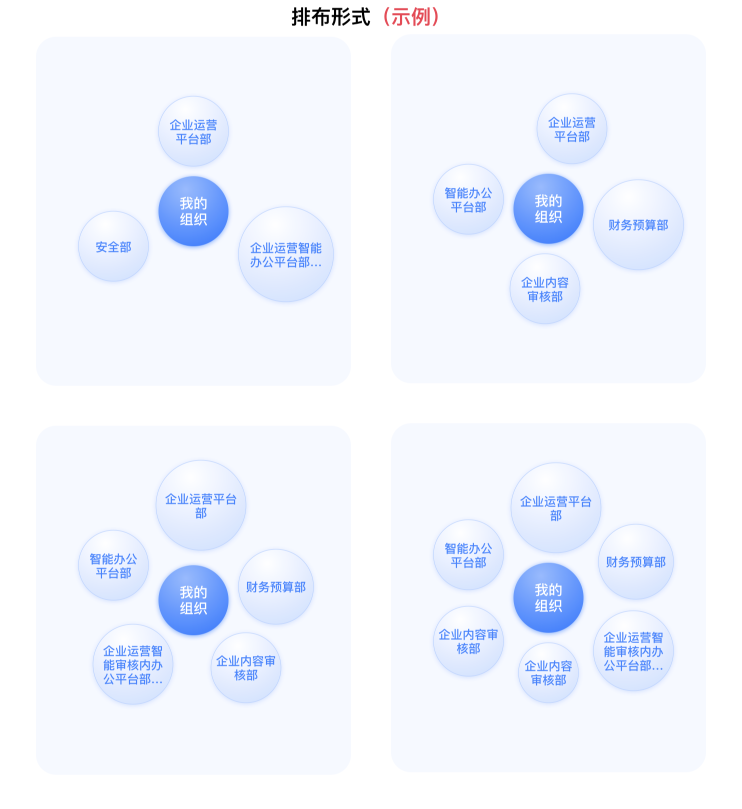 排布形式（示例）
企业运营
平台部
我的
组织
安全部
企业运营智能
办公平台部...
企业运营
平台部
智能办公
平台部
我的
组织
财务预算部
企业内容
审核部
企业运营平台
部
智能办公
平台部
我的
组织
财务预算部
企业运营智
能审核内办
公平台部...
企业内容审
核部
企业运营平台
部
智能办公
平台部
财务预算部
我的
组织
企业内容审
核部
企业运营智
能审核内办
公平台部...
企业内容
审核部